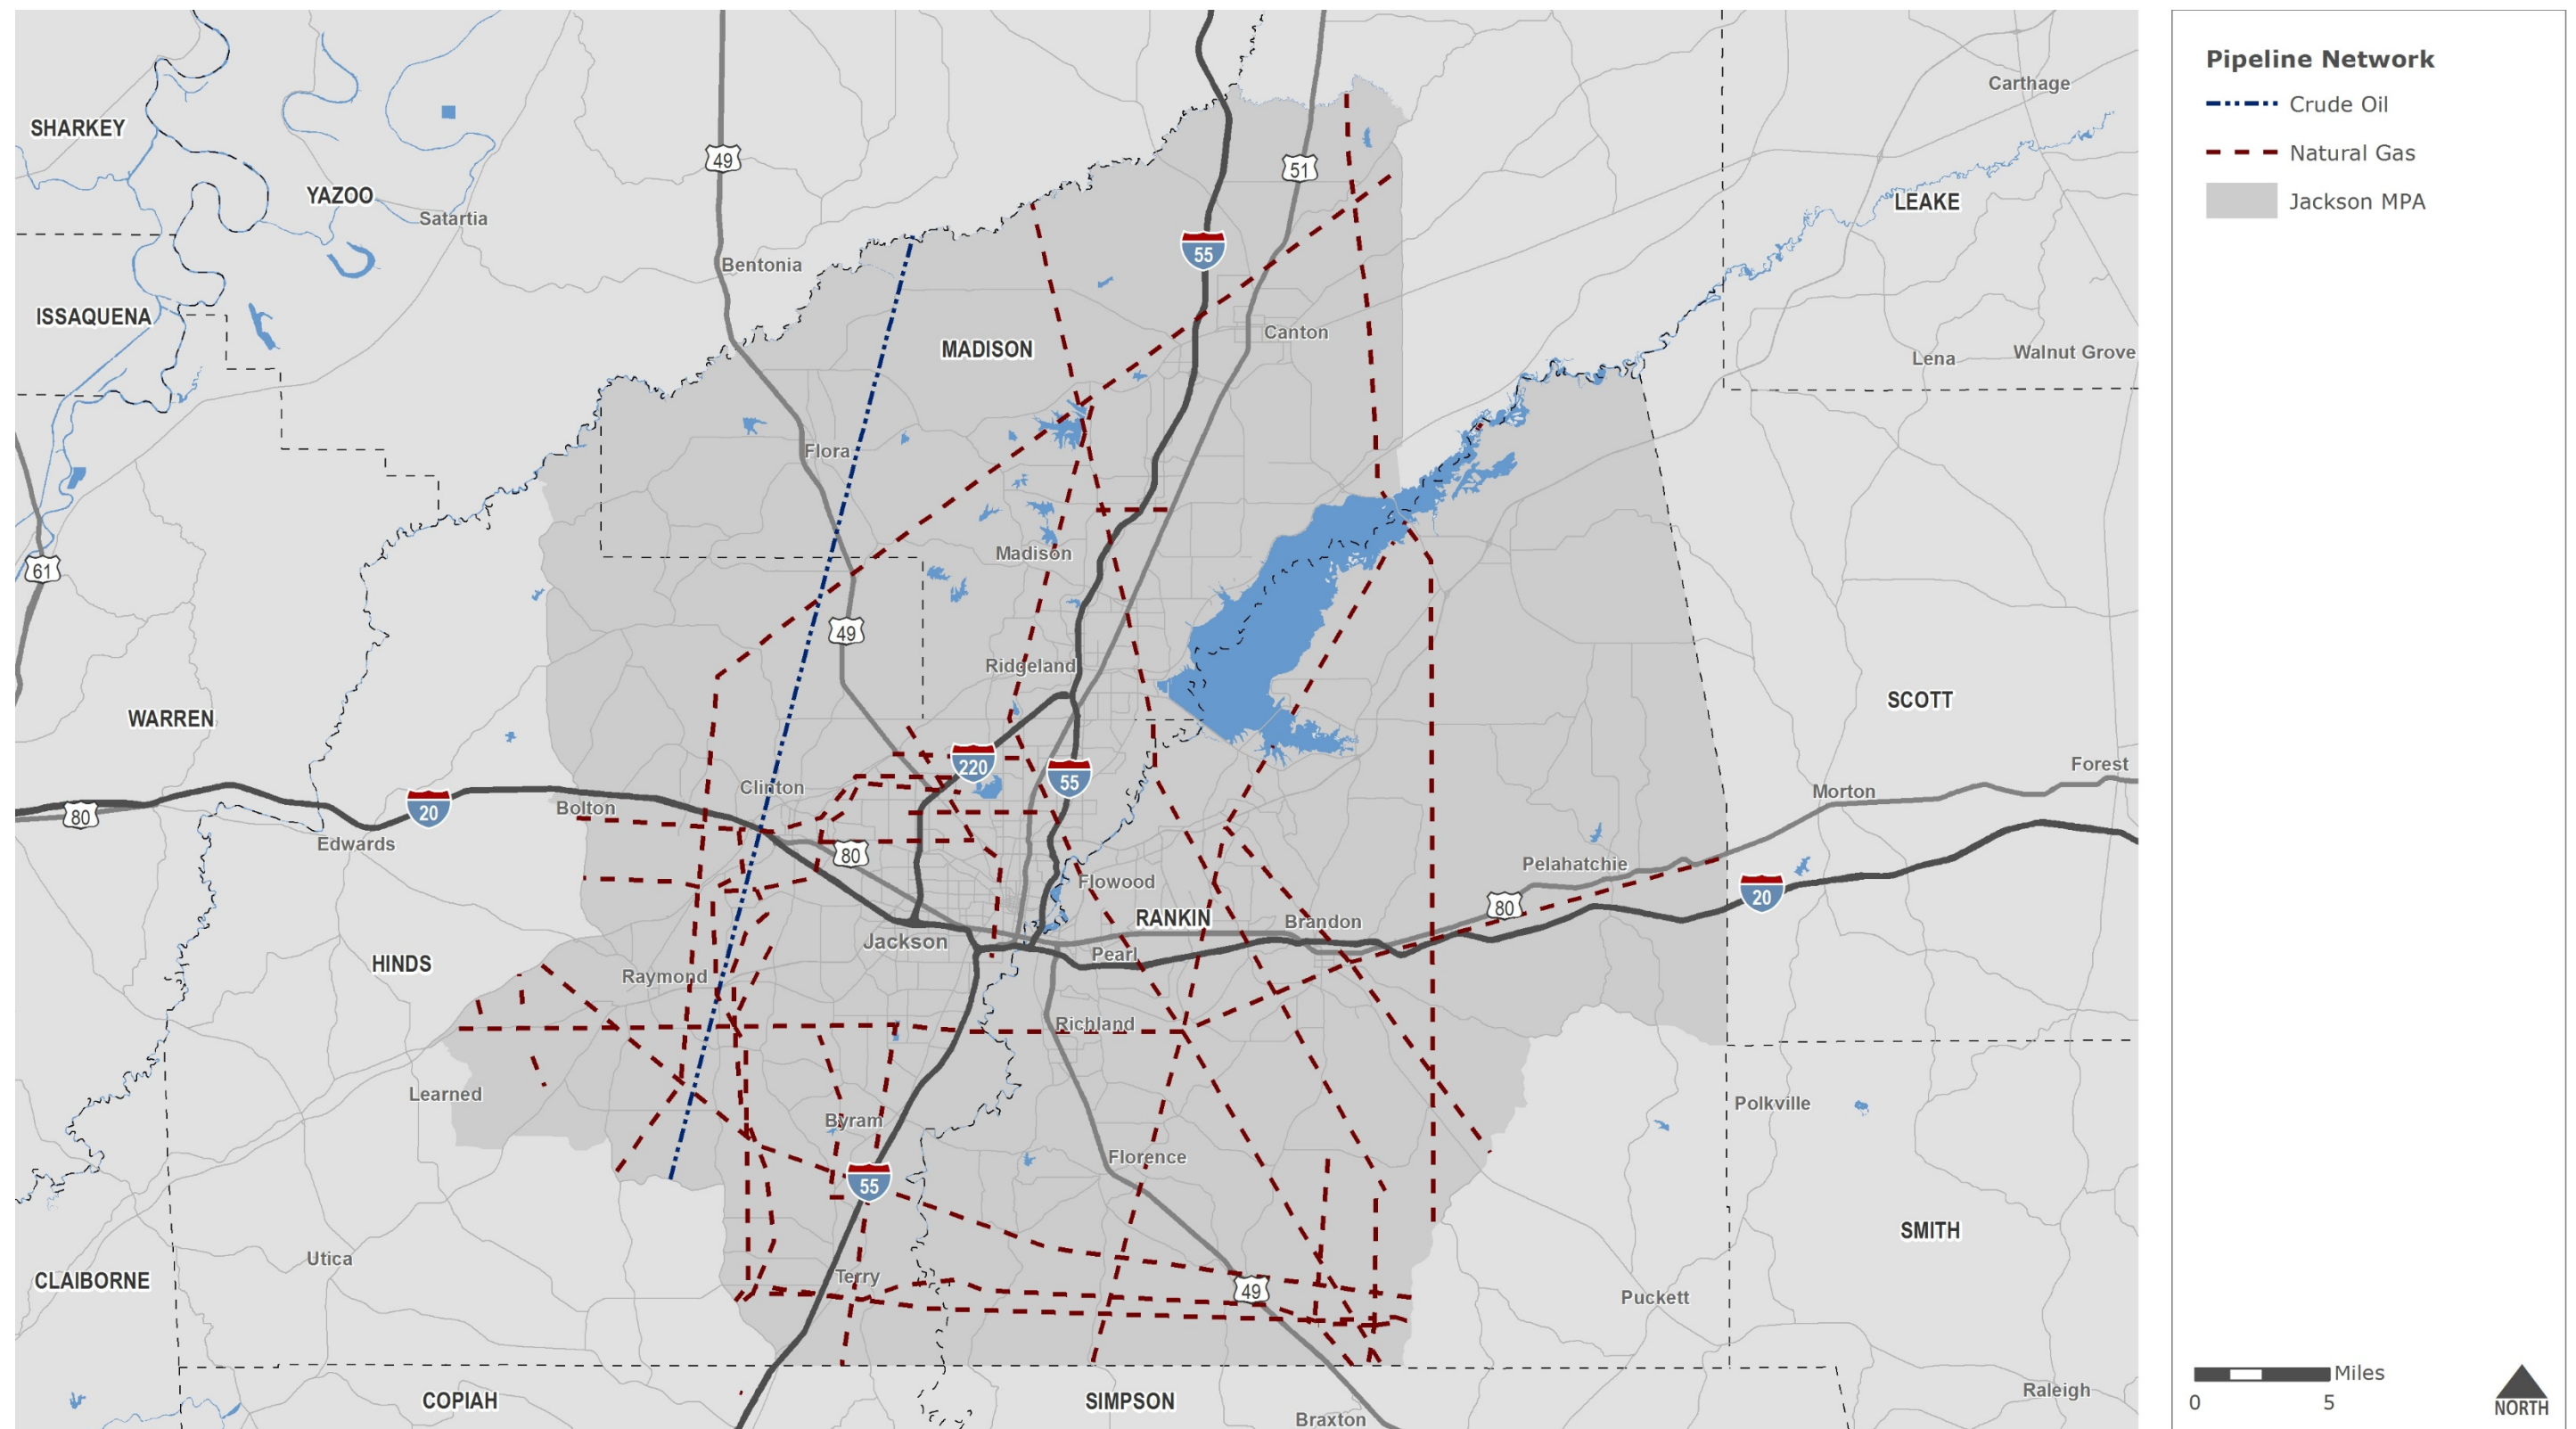 Pipeline Network
Crude Oil
Natural Gas
Jackson MPA
Carthage
SHARKEY
49
51
YAZOO
Satartia
LEAKE
55
Bentonia
ISSAQUENA
Canton
MADISON
Lena
Walnut Grove
Flora
Madison
61
49
Ridgeland
SCOTT
WARREN
220
55
Forest
Clinton
Morton
20
Bolton
80
Edwards
80
Pelahatchie
Flowood
20
80
RANKIN
Brandon
Jackson
Pearl
HINDS
Raymond
Richland
Learned
Polkville
Byram
Florence
55
SMITH
Utica
Terry
CLAIBORNE
49
Puckett
COPIAH
SIMPSON
Braxton
Raleigh
Miles
0 5
NORTH